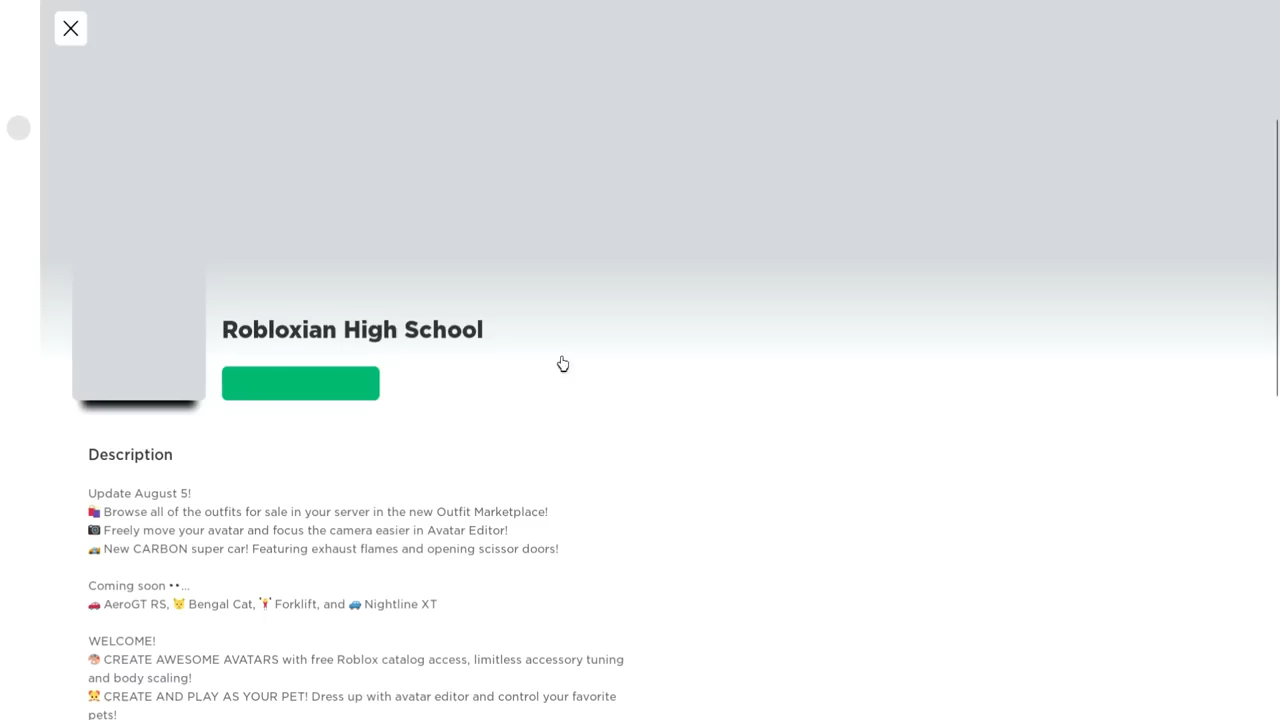 Robloxian High School
Description
Update August 5!
🛍 Browse all of the outfits for sale in your server in the new Outfit Marketplace!
📷 Freely move your avatar and focus the camera easier in Avatar Editor!
🚕 New CARBON super car! Featuring exhaust flames and opening scissor doors!
Coming soon 👀...
🚗 AeroGT RS, 🐱 Bengal Cat, 🏋 Forklift, and 🚙 Nightline XT
WELCOME!
🎨 CREATE AWESOME AVATARS with free Roblox catalog access, limitless accessory tuning
and body scaling!
🐶 CREATE AND PLAY AS YOUR PET! Dress up with avatar editor and control your favorite
pets!